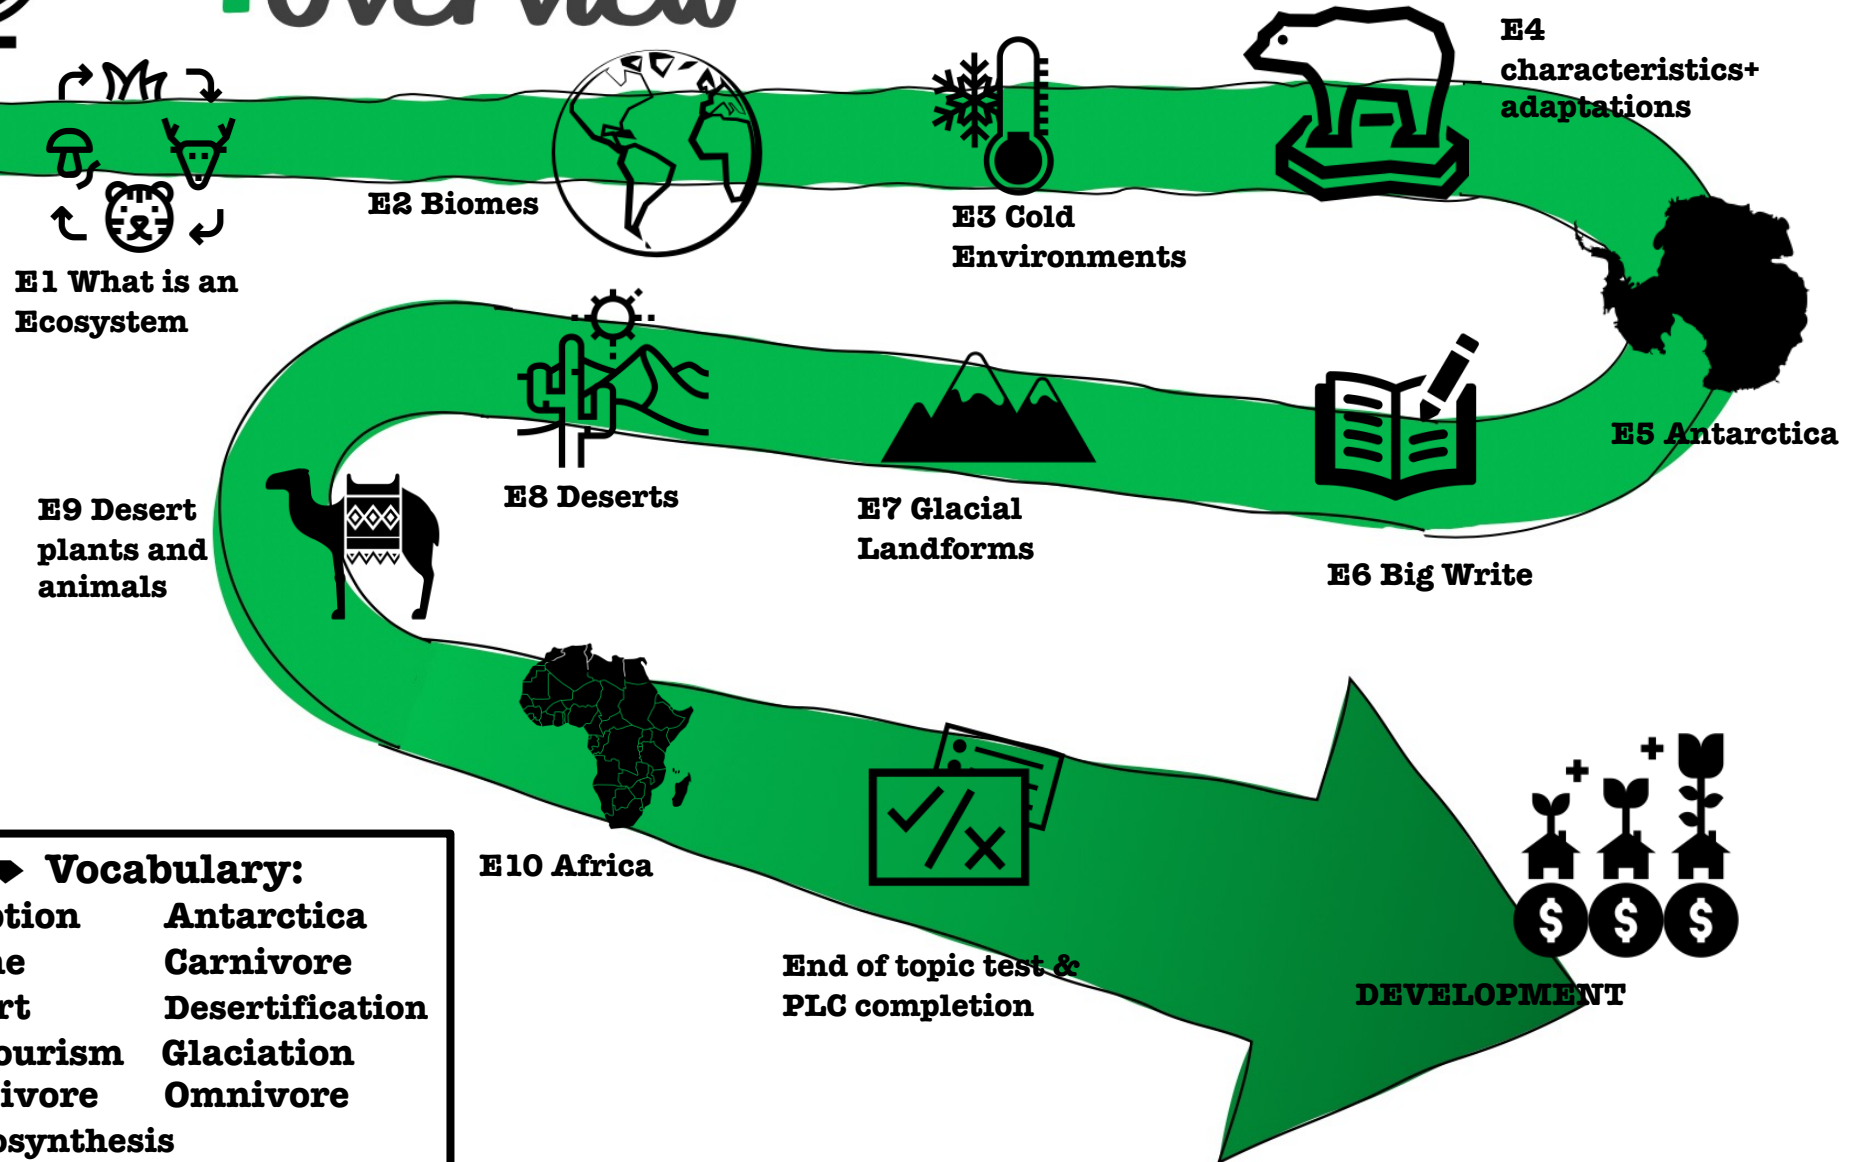 overview
E1 What is an
Ecosystem
E2 Biomes
E3 Cold
Environments
E4
characteristics+
adaptations
E5 Antarctica
E6 Big Write
E7 Glacial
Landforms
E8 Deserts
E9 Desert
plants and
animals
E10 Africa
End of topic test &
PLC completion
DEVELOPMENT
Vocabulary:
Antarctica
Carnivore
Desertification
Glaciation
Omnivore